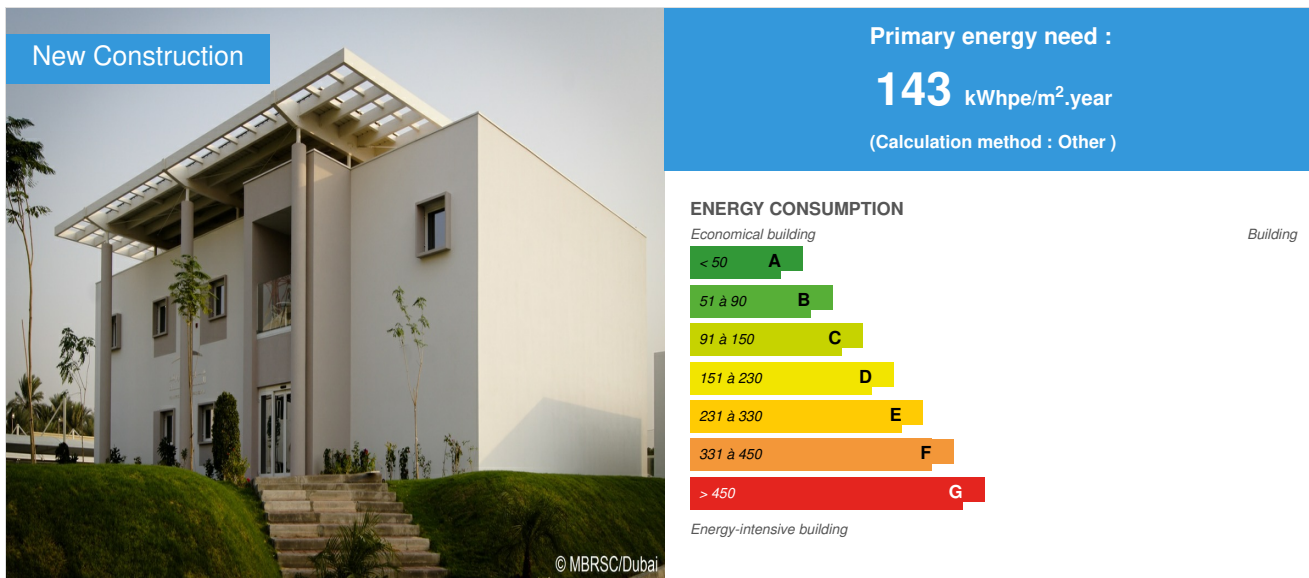 New Construction
© MBRSC/Dubai
Primary energy need :
143 kWhpe/m².year
(Calculation method : Other )
ENERGY CONSUMPTION
Economical building
Building
< 50 A
51 à 90 B
91 à 150 C
151 à 230 D
231 à 330 E
331 à 450 F
> 450 G
Energy-intensive building